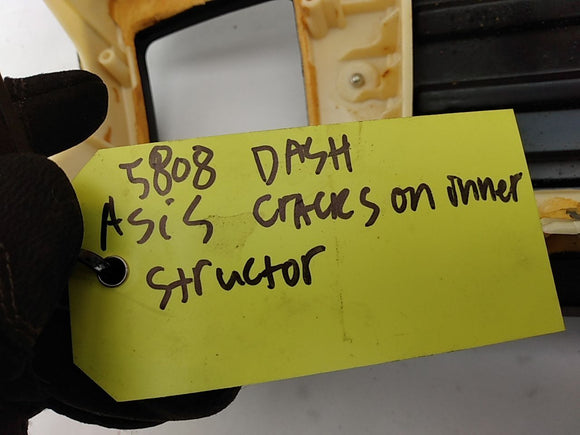 5808 DASH
ASiS CRACKS on inner
structor